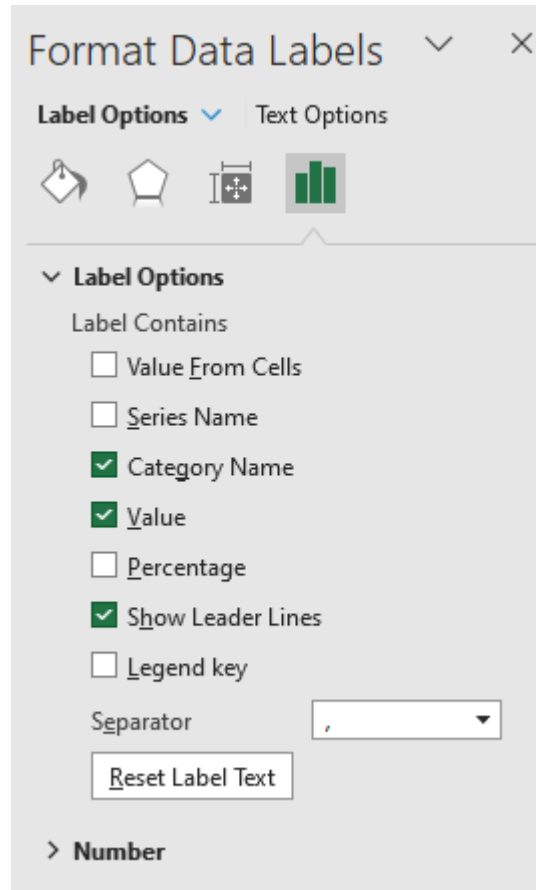 Format Data Labels
Label Options Text Options
Label Options
Label Contains
Value From Cells
Series Name
Category Name
Value
Percentage
Show Leader Lines
Legend key
Separator ,
Reset Label Text
Number